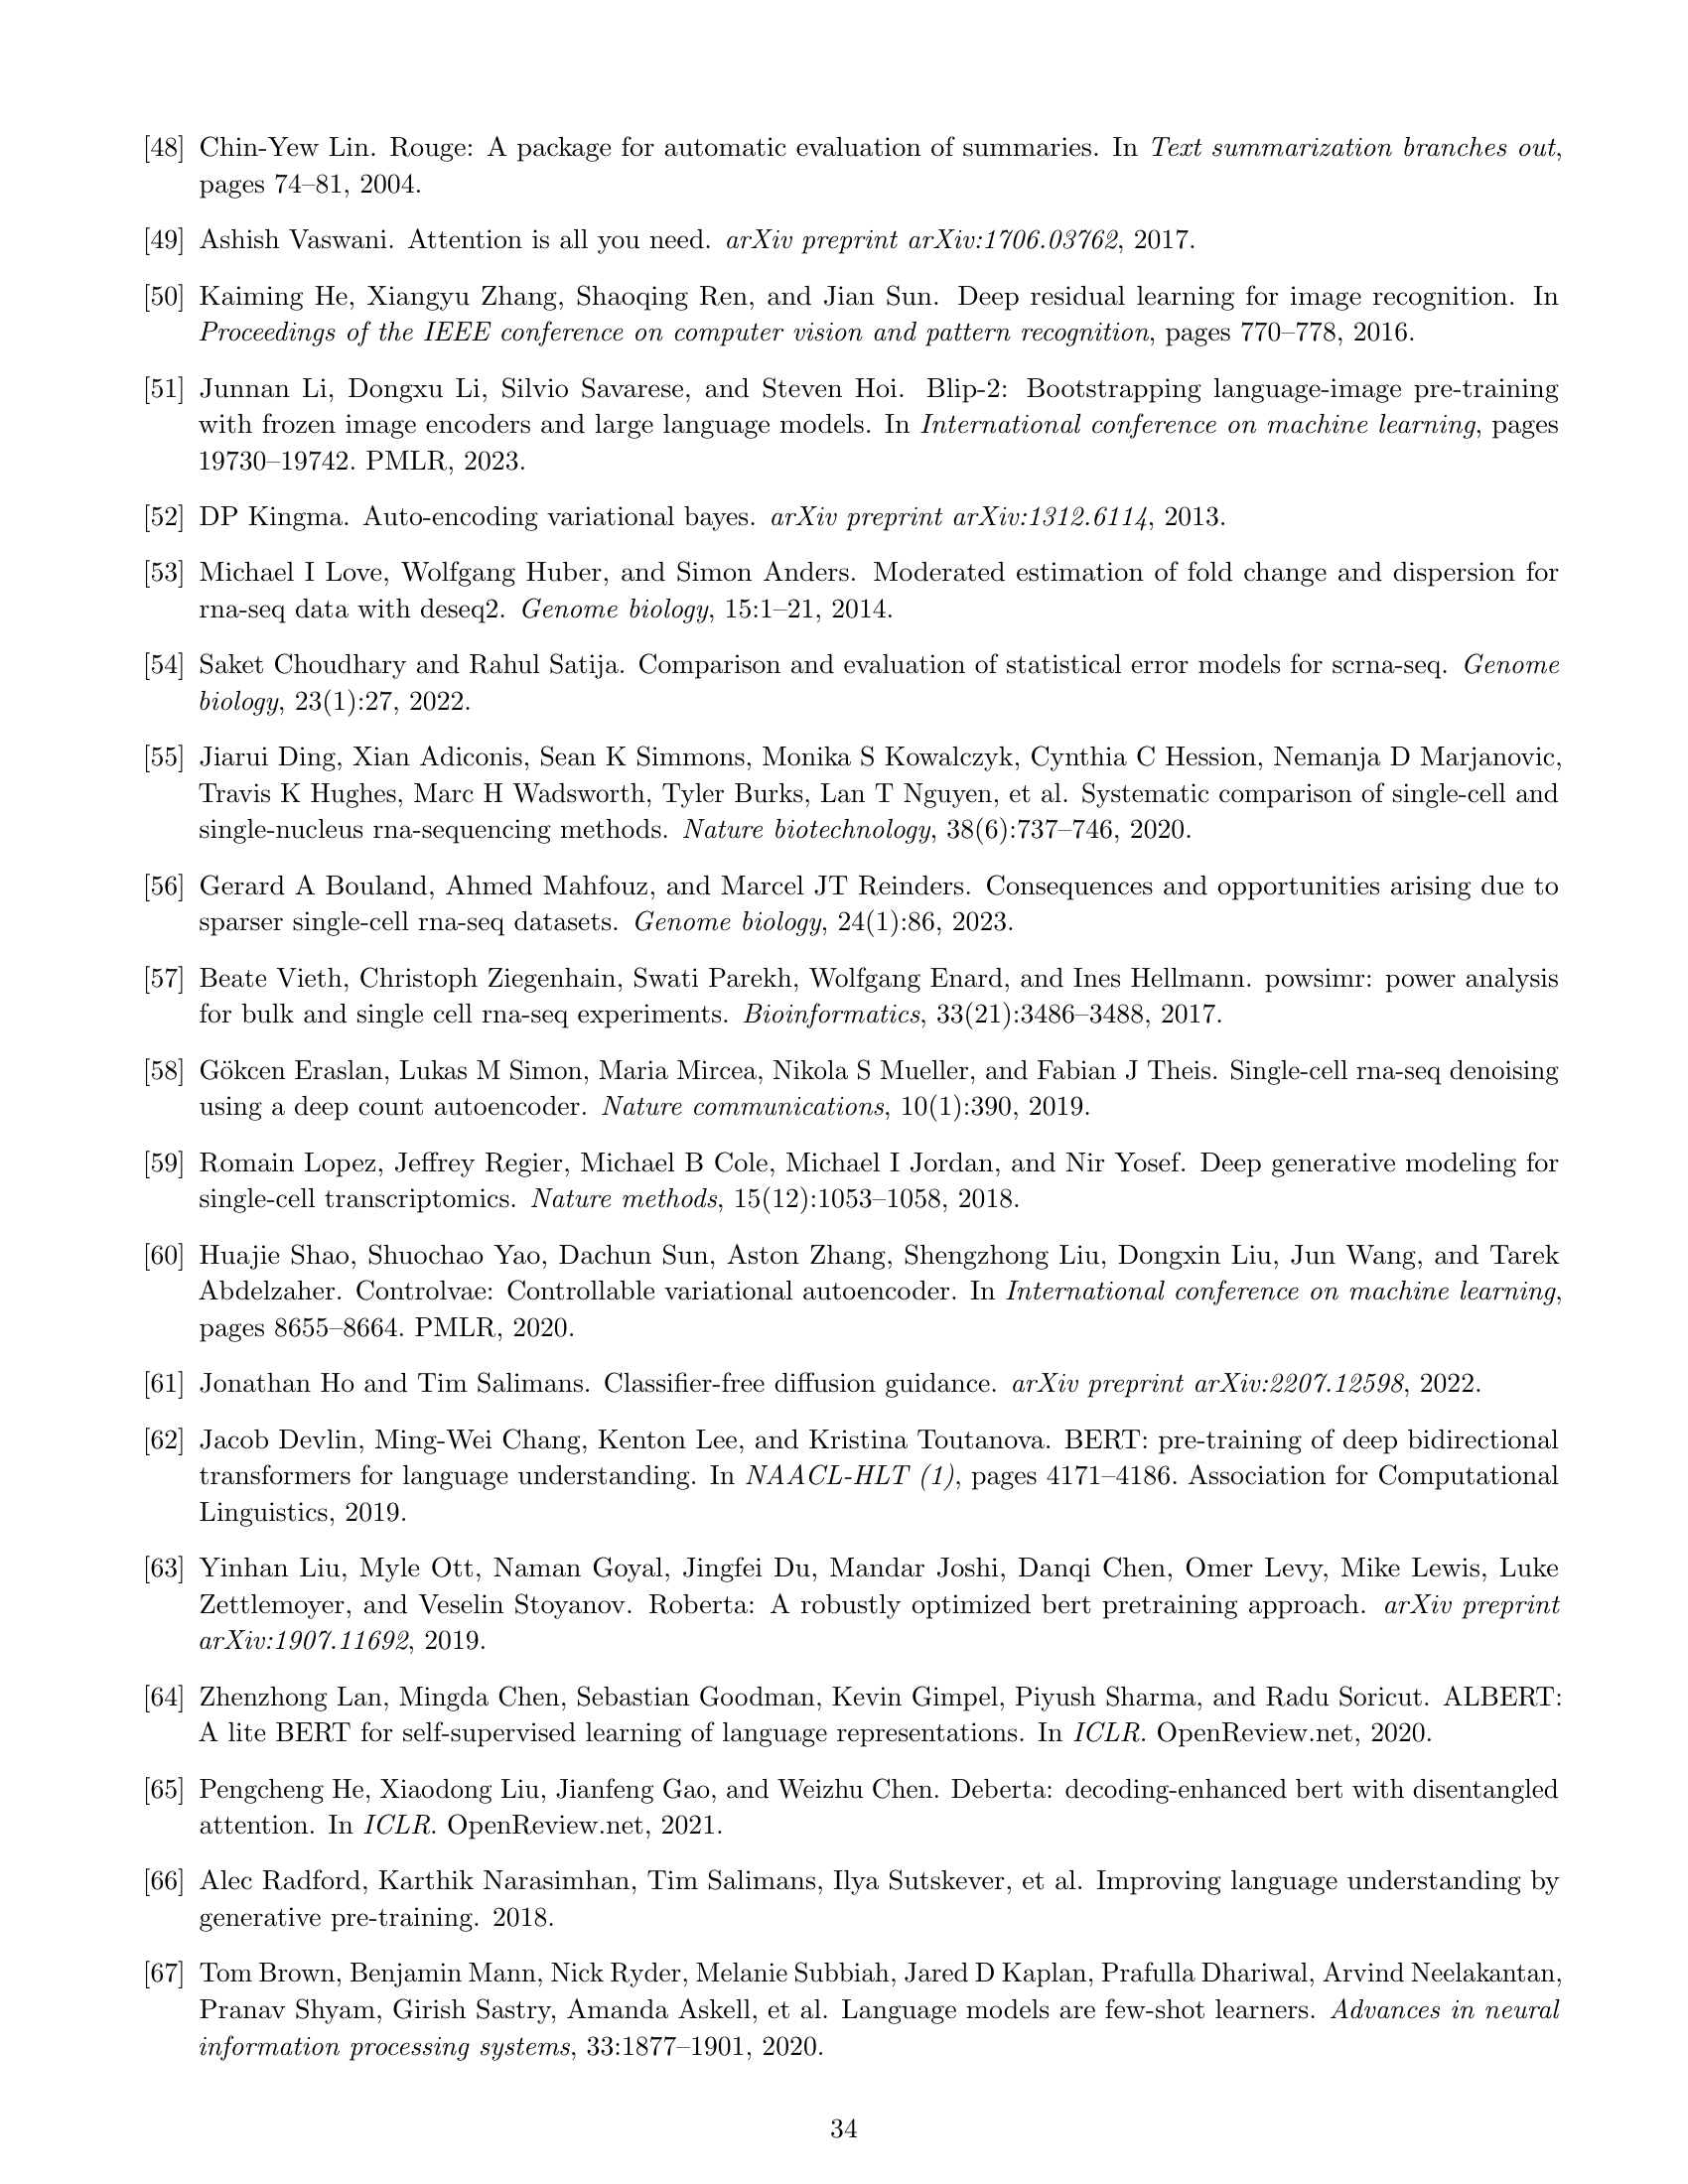 [48] Chin-Yew Lin. Rouge: A package for automatic evaluation of summaries. In Text summarization branches out,
pages 74–81, 2004.
[49] Ashish Vaswani. Attention is all you need. arXiv preprint arXiv:1706.03762, 2017.
[50] Kaiming He, Xiangyu Zhang, Shaoqing Ren, and Jian Sun. Deep residual learning for image recognition. In
Proceedings of the IEEE conference on computer vision and pattern recognition, pages 770–778, 2016.
[51] Junnan Li, Dongxu Li, Silvio Savarese, and Steven Hoi. Blip-2: Bootstrapping language-image pre-training
with frozen image encoders and large language models. In International conference on machine learning, pages
19730–19742. PMLR, 2023.
[52] DP Kingma. Auto-encoding variational bayes. arXiv preprint arXiv:1312.6114, 2013.
[53] Michael I Love, Wolfgang Huber, and Simon Anders. Moderated estimation of fold change and dispersion for
rna-seq data with deseq2. Genome biology, 15:1–21, 2014.
[54] Saket Choudhary and Rahul Satija. Comparison and evaluation of statistical error models for scrna-seq. Genome
biology, 23(1):27, 2022.
[55] Jiarui Ding, Xian Adiconis, Sean K Simmons, Monika S Kowalczyk, Cynthia C Hession, Nemanja D Marjanovic,
Travis K Hughes, Marc H Wadsworth, Tyler Burks, Lan T Nguyen, et al. Systematic comparison of single-cell and
single-nucleus rna-sequencing methods. Nature biotechnology, 38(6):737–746, 2020.
[56] Gerard A Bouland, Ahmed Mahfouz, and Marcel JT Reinders. Consequences and opportunities arising due to
sparser single-cell rna-seq datasets. Genome biology, 24(1):86, 2023.
[57] Beate Vieth, Christoph Ziegenhain, Swati Parekh, Wolfgang Enard, and Ines Hellmann. powsimr: power analysis
for bulk and single cell rna-seq experiments. Bioinformatics, 33(21):3486–3488, 2017.
[58] Gökcen Eraslan, Lukas M Simon, Maria Mircea, Nikola S Mueller, and Fabian J Theis. Single-cell rna-seq denoising
using a deep count autoencoder. Nature communications, 10(1):390, 2019.
[59] Romain Lopez, Jeffrey Regier, Michael B Cole, Michael I Jordan, and Nir Yosef. Deep generative modeling for
single-cell transcriptomics. Nature methods, 15(12):1053–1058, 2018.
[60] Huajie Shao, Shuochao Yao, Dachun Sun, Aston Zhang, Shengzhong Liu, Dongxin Liu, Jun Wang, and Tarek
Abdelzaher. Controlvae: Controllable variational autoencoder. In International conference on machine learning,
pages 8655–8664. PMLR, 2020.
[61] Jonathan Ho and Tim Salimans. Classifier-free diffusion guidance. arXiv preprint arXiv:2207.12598, 2022.
[62] Jacob Devlin, Ming-Wei Chang, Kenton Lee, and Kristina Toutanova. BERT: pre-training of deep bidirectional
transformers for language understanding. In NAACL-HLT (1), pages 4171–4186. Association for Computational
Linguistics, 2019.
[63] Yinhan Liu, Myle Ott, Naman Goyal, Jingfei Du, Mandar Joshi, Danqi Chen, Omer Levy, Mike Lewis, Luke
Zettlemoyer, and Veselin Stoyanov. Roberta: A robustly optimized bert pretraining approach. arXiv preprint
arXiv:1907.11692, 2019.
[64] Zhenzhong Lan, Mingda Chen, Sebastian Goodman, Kevin Gimpel, Piyush Sharma, and Radu Soricut. ALBERT:
A lite BERT for self-supervised learning of language representations. In ICLR. OpenReview.net, 2020.
[65] Pengcheng He, Xiaodong Liu, Jianfeng Gao, and Weizhu Chen. Deberta: decoding-enhanced bert with disentangled
attention. In ICLR. OpenReview.net, 2021.
[66] Alec Radford, Karthik Narasimhan, Tim Salimans, Ilya Sutskever, et al. Improving language understanding by
generative pre-training. 2018.
[67] Tom Brown, Benjamin Mann, Nick Ryder, Melanie Subbiah, Jared D Kaplan, Prafulla Dhariwal, Arvind Neelakantan,
Pranav Shyam, Girish Sastry, Amanda Askell, et al. Language models are few-shot learners. Advances in neural
information processing systems, 33:1877–1901, 2020.
34